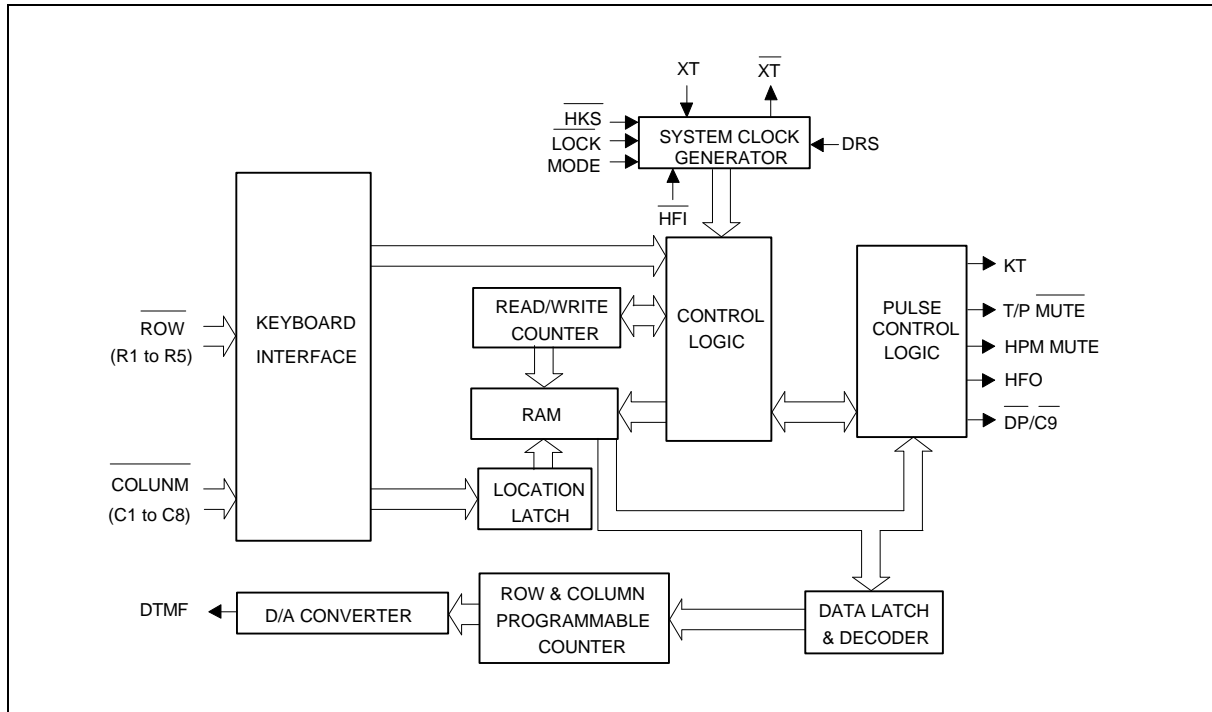 XT
XT
HKS
LOCK
MODE
SYSTEM CLOCK
GENERATOR
DRS
HFI
KEYBOARD
INTERFACE
ROW
(R1 to R5)
COLUNM
(C1 to C8)
READ/WRITE
COUNTER
RAM
LOCATION
LATCH
CONTROL
LOGIC
PULSE
CONTROL
LOGIC
KT
T/P MUTE
HPM MUTE
HFO
DP/C9
DTMF
D/A CONVERTER
ROW & COLUMN
PROGRAMMABLE
COUNTER
DATA LATCH
& DECODER